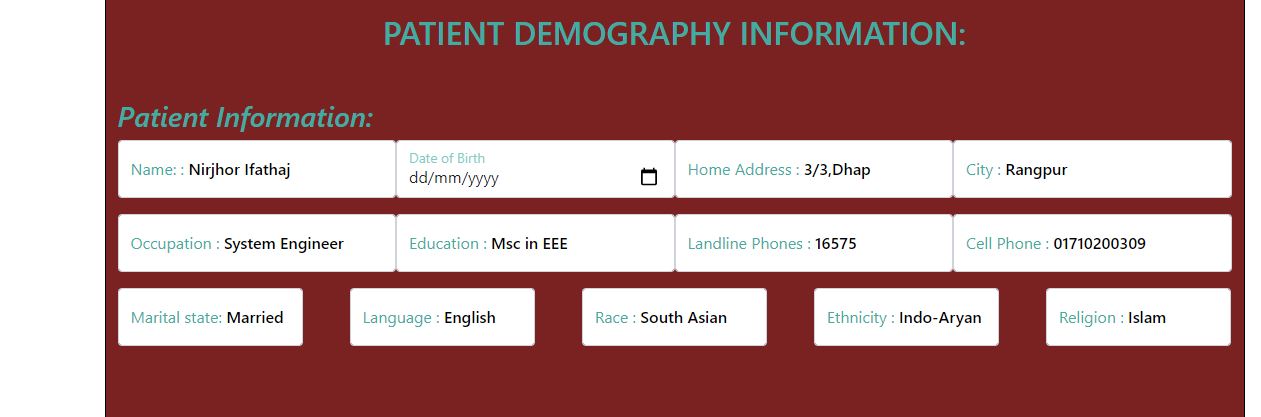 PATIENT DEMOGRAPHY INFORMATION:
Patient Information:
Name: : Nirjhor Ifathaj
Date of Birth
dd/mm/yyyy
Home Address : 3/3,Dhap
City : Rangpur
Occupation : System Engineer
Education : Msc in EEE
Landline Phones : 16575
Cell Phone : 01710200309
Marital state: Married
Language : English
Race : South Asian
Ethnicity : Indo-Aryan
Religion : Islam